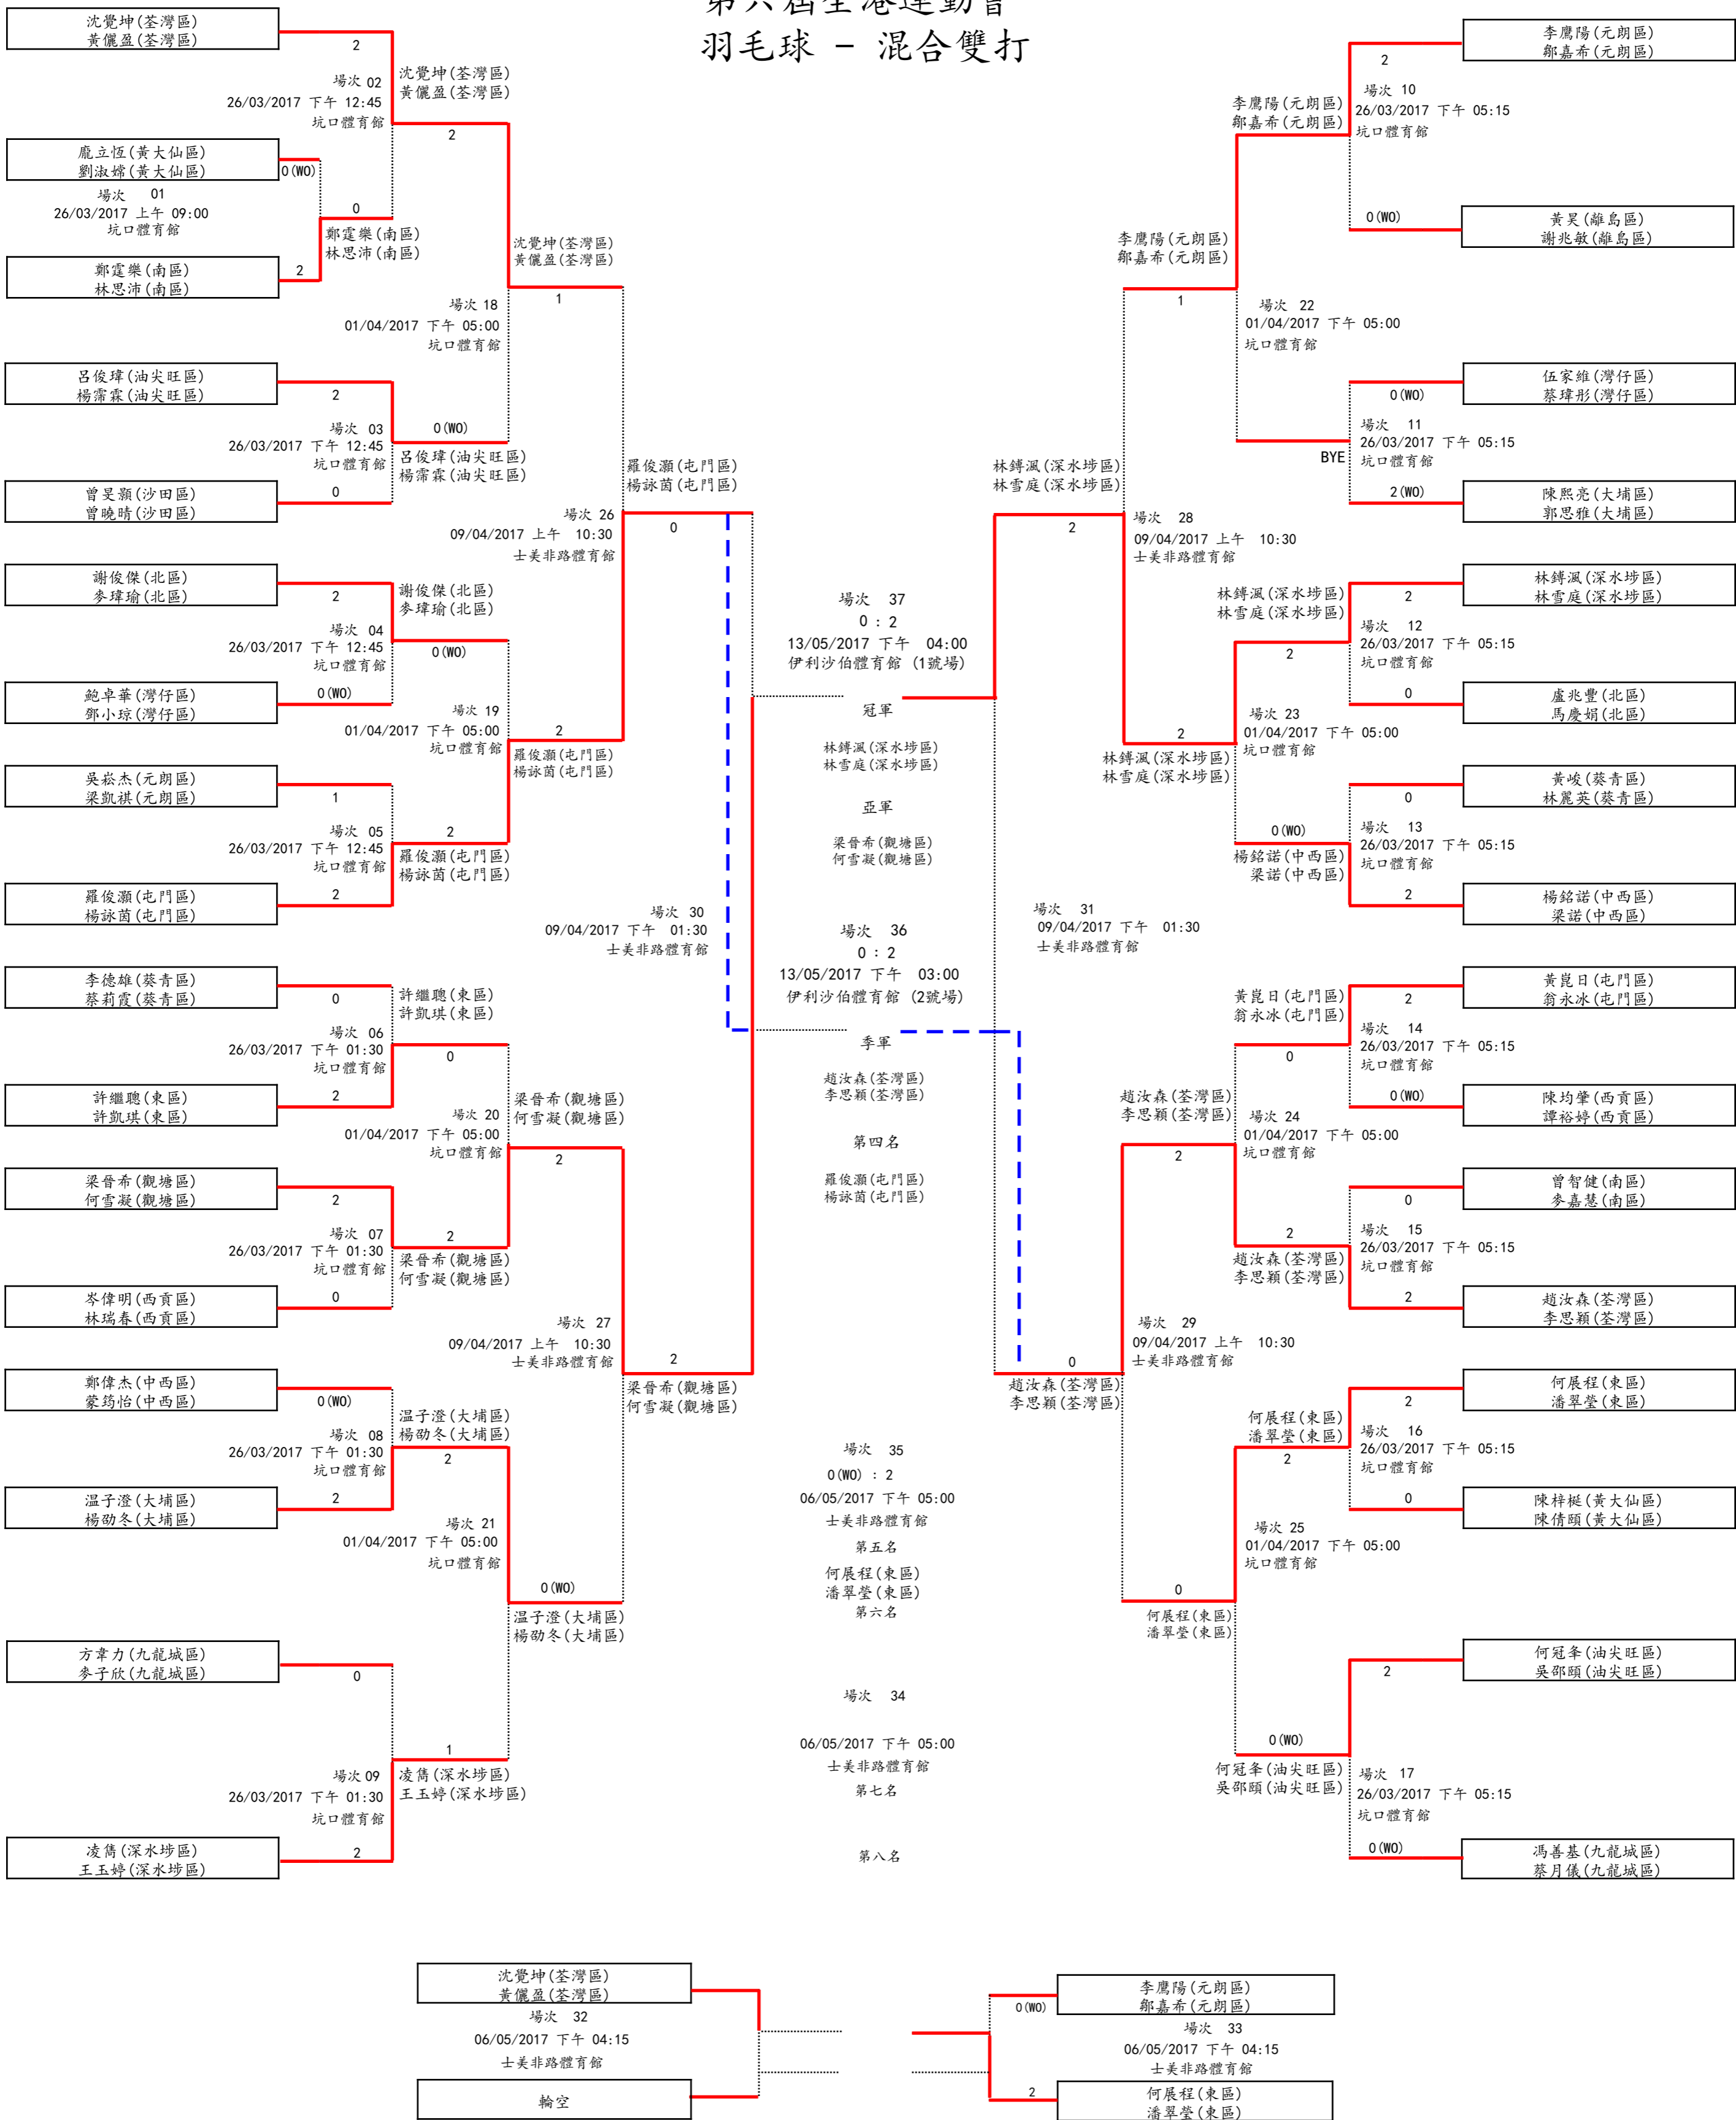 第六屆全港運動會
羽毛球 - 混合雙打
沈覺坤(荃灣區)
黃儷盈(荃灣區)
2
場次 02
26/03/2017 下午 12:45
坑口體育館
沈覺坤(荃灣區)
黃儷盈(荃灣區)
2
龐立恆(黃大仙區)
劉淑嫦(黃大仙區)
0(WO)
場次 01
26/03/2017 上午 09:00
坑口體育館
0
鄭霆樂(南區)
林思沛(南區)
鄭霆樂(南區)
林思沛(南區)
2
沈覺坤(荃灣區)
黃儷盈(荃灣區)
1
場次 18
01/04/2017 下午 05:00
坑口體育館
呂俊瑋(油尖旺區)
楊霈霖(油尖旺區)
2
場次 03
26/03/2017 下午 12:45
坑口體育館
0(WO)
呂俊瑋(油尖旺區)
楊霈霖(油尖旺區)
曾旻顥(沙田區)
曾曉晴(沙田區)
0
場次 26
09/04/2017 上午 10:30
士美非路體育館
羅俊灝(屯門區)
楊詠茵(屯門區)
0
謝俊傑(北區)
麥瑋瑜(北區)
2
場次 04
26/03/2017 下午 12:45
坑口體育館
謝俊傑(北區)
麥瑋瑜(北區)
0(WO)
鮑卓華(灣仔區)
鄧小琼(灣仔區)
0(WO)
場次 19
01/04/2017 下午 05:00
坑口體育館
2
羅俊灝(屯門區)
楊詠茵(屯門區)
吳崧杰(元朗區)
梁凱祺(元朗區)
1
場次 05
26/03/2017 下午 12:45
坑口體育館
2
羅俊灝(屯門區)
楊詠茵(屯門區)
羅俊灝(屯門區)
楊詠茵(屯門區)
2
場次 30
09/04/2017 下午 01:30
士美非路體育館
李德雄(葵青區)
蔡莉霞(葵青區)
0
場次 06
26/03/2017 下午 01:30
坑口體育館
許繼聰(東區)
許凱琪(東區)
0
許繼聰(東區)
許凱琪(東區)
2
場次 20
01/04/2017 下午 05:00
坑口體育館
梁晉希(觀塘區)
何雪凝(觀塘區)
2
梁晉希(觀塘區)
何雪凝(觀塘區)
2
場次 07
26/03/2017 下午 01:30
坑口體育館
2
梁晉希(觀塘區)
何雪凝(觀塘區)
岑偉明(西貢區)
林瑞春(西貢區)
0
場次 27
09/04/2017 上午 10:30
士美非路體育館
2
梁晉希(觀塘區)
何雪凝(觀塘區)
鄭偉杰(中西區)
蒙筠怡(中西區)
0(WO)
場次 08
26/03/2017 下午 01:30
坑口體育館
温子澄(大埔區)
楊劭冬(大埔區)
2
温子澄(大埔區)
楊劭冬(大埔區)
2
場次 21
01/04/2017 下午 05:00
坑口體育館
0(WO)
温子澄(大埔區)
楊劭冬(大埔區)
方韋力(九龍城區)
麥子欣(九龍城區)
0
場次 09
26/03/2017 下午 01:30
坑口體育館
1
凌雋(深水埗區)
王玉婷(深水埗區)
凌雋(深水埗區)
王玉婷(深水埗區)
2
場次 37
0 : 2
13/05/2017 下午 04:00
伊利沙伯體育館 (1號場)
冠軍
林鎛渢(深水埗區)
林雪庭(深水埗區)
亞軍
梁晉希(觀塘區)
何雪凝(觀塘區)
場次 36
0 : 2
13/05/2017 下午 03:00
伊利沙伯體育館 (2號場)
季軍
趙汝森(荃灣區)
李思穎(荃灣區)
第四名
羅俊灝(屯門區)
楊詠茵(屯門區)
場次 35
0(WO) : 2
06/05/2017 下午 05:00
士美非路體育館
第五名
何展程(東區)
潘翠瑩(東區)
第六名
場次 34
06/05/2017 下午 05:00
士美非路體育館
第七名
第八名
李鷹陽(元朗區)
鄒嘉希(元朗區)
2
場次 10
26/03/2017 下午 05:15
坑口體育館
李鷹陽(元朗區)
鄒嘉希(元朗區)
黃昊(離島區)
謝兆敏(離島區)
0(WO)
李鷹陽(元朗區)
鄒嘉希(元朗區)
1
場次 22
01/04/2017 下午 05:00
坑口體育館
伍家維(灣仔區)
蔡瑋彤(灣仔區)
0(WO)
場次 11
26/03/2017 下午 05:15
坑口體育館
BYE
陳熙亮(大埔區)
郭思雅(大埔區)
2(WO)
林鎛渢(深水埗區)
林雪庭(深水埗區)
2
場次 28
09/04/2017 上午 10:30
士美非路體育館
林鎛渢(深水埗區)
林雪庭(深水埗區)
2
場次 12
26/03/2017 下午 05:15
坑口體育館
林鎛渢(深水埗區)
林雪庭(深水埗區)
2
盧兆豐(北區)
馬慶娟(北區)
0
場次 23
01/04/2017 下午 05:00
坑口體育館
2
林鎛渢(深水埗區)
林雪庭(深水埗區)
黃峻(葵青區)
林麗英(葵青區)
0
場次 13
26/03/2017 下午 05:15
坑口體育館
0(WO)
楊銘諾(中西區)
梁諾(中西區)
楊銘諾(中西區)
梁諾(中西區)
2
場次 31
09/04/2017 下午 01:30
士美非路體育館
黃崑日(屯門區)
翁永冰(屯門區)
2
場次 14
26/03/2017 下午 05:15
坑口體育館
黃崑日(屯門區)
翁永冰(屯門區)
0
陳均肇(西貢區)
譚裕婷(西貢區)
0(WO)
趙汝森(荃灣區)
李思穎(荃灣區)
2
場次 24
01/04/2017 下午 05:00
坑口體育館
曾智健(南區)
麥嘉慧(南區)
0
場次 15
26/03/2017 下午 05:15
坑口體育館
2
趙汝森(荃灣區)
李思穎(荃灣區)
趙汝森(荃灣區)
李思穎(荃灣區)
2
場次 29
09/04/2017 上午 10:30
士美非路體育館
0
趙汝森(荃灣區)
李思穎(荃灣區)
何展程(東區)
潘翠瑩(東區)
2
場次 16
26/03/2017 下午 05:15
坑口體育館
何展程(東區)
潘翠瑩(東區)
2
陳梓梃(黃大仙區)
陳倩頤(黃大仙區)
0
場次 25
01/04/2017 下午 05:00
坑口體育館
0
何展程(東區)
潘翠瑩(東區)
何冠夆(油尖旺區)
吳邵頤(油尖旺區)
2
0(WO)
何冠夆(油尖旺區)
吳邵頤(油尖旺區)
場次 17
26/03/2017 下午 05:15
坑口體育館
馮善基(九龍城區)
蔡月儀(九龍城區)
0(WO)
沈覺坤(荃灣區)
黃儷盈(荃灣區)
場次 32
06/05/2017 下午 04:15
士美非路體育館
輪空
李鷹陽(元朗區)
鄒嘉希(元朗區)
0(WO)
場次 33
06/05/2017 下午 04:15
士美非路體育館
2
何展程(東區)
潘翠瑩(東區)